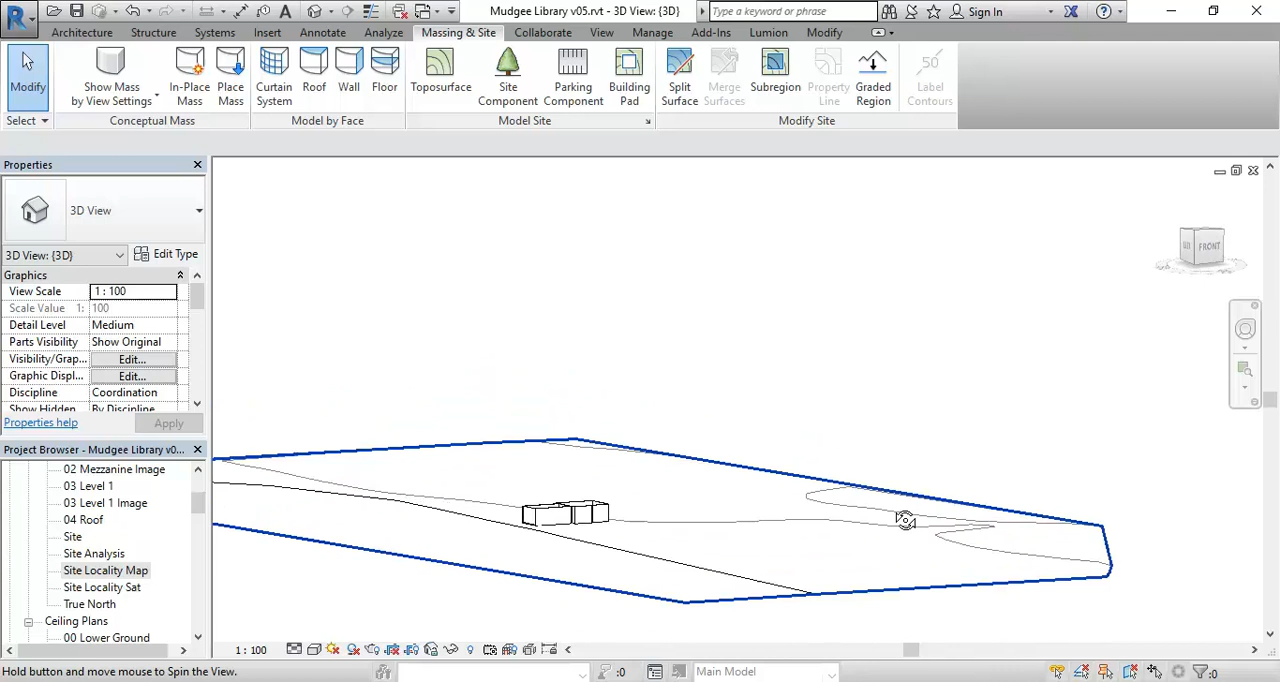 Mudgee Library v05.rvt - 3D View: {3D}
Type a keyword or phrase
Sign In
Architecture Structure Systems Insert Annotate Analyze Massing & Site Collaborate View Manage Add-Ins Lumion Modify
Modify
Show Mass
by View Settings
In-Place
Mass
Place
Mass
Curtain
System
Roof
Wall
Floor
Toposurface
Site
Component
Parking
Component
Building
Pad
Split
Surface
Merge
Surfaces
Subregion
Property
Line
Graded
Region
50
Label
Contours
Select
Conceptual Mass
Model by Face
Model Site
Modify Site
Properties
3D View
3D View: {3D}
Edit Type
Graphics
View Scale 1 : 100
Scale Value 1: 100
Detail Level Medium
Parts Visibility Show Original
Visibility/Grap... Edit...
Graphic Displ... Edit...
Discipline Coordination
Show Hidden By Discipline
Properties help
Apply
Project Browser - Mudgee Library v0...
02 Mezzanine Image
03 Level 1
03 Level 1 Image
04 Roof
Site
Site Analysis
Site Locality Map
Site Locality Sat
True North
Ceiling Plans
00 Lower Ground
FRONT
1 : 100
Hold button and move mouse to Spin the View.
:0
Main Model
:0